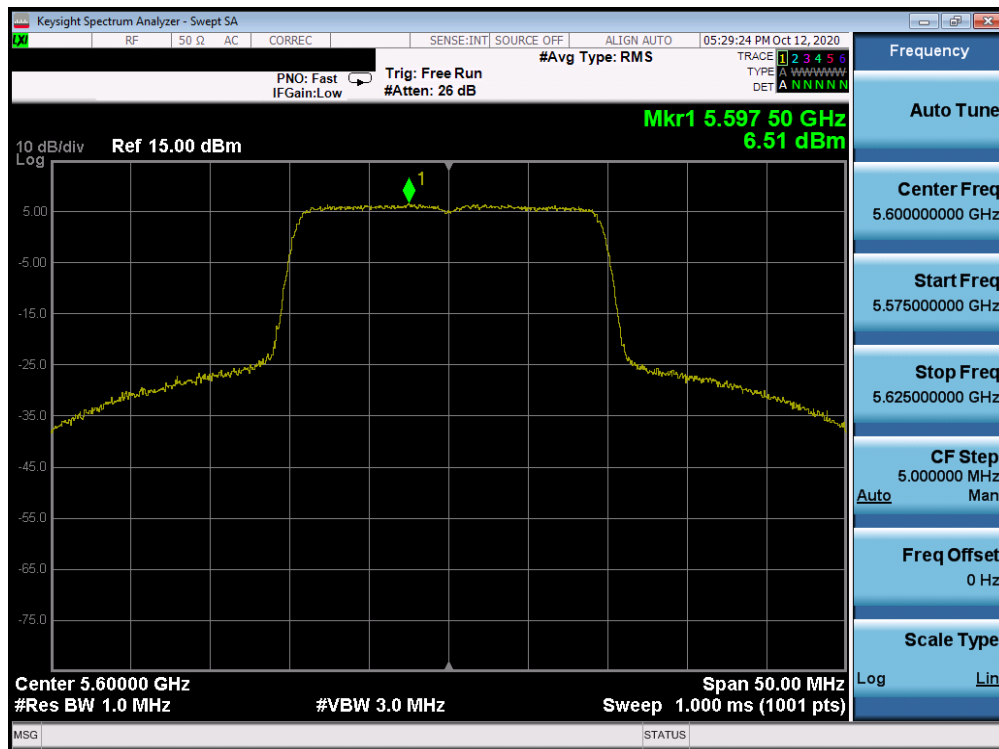 Keysight Spectrum Analyzer - Swept SA
LXI RF 50 Ω AC CORREC SENSE:INT SOURCE OFF ALIGN AUTO 05:29:24 PM Oct 12, 2020
#Avg Type: RMS
TRACE 1 2 3 4 5 6
PNO: Fast Trig: Free Run
TYPE A WWWWW
IFGain:Low #Atten: 26 dB
DET A N N N N N
Mkr1 5.597 50 GHz
6.51 dBm
10 dB/div Ref 15.00 dBm
Log
1
5.00
-5.00
-15.0
-25.0
-35.0
-45.0
-55.0
-65.0
-75.0
Center 5.60000 GHz Span 50.00 MHz
#Res BW 1.0 MHz #VBW 3.0 MHz Sweep 1.000 ms (1001 pts)
MSG STATUS
Frequency
Auto Tune
Center Freq
5.600000000 GHz
Start Freq
5.575000000 GHz
Stop Freq
5.625000000 GHz
CF Step
5.000000 MHz
Auto Man
Freq Offset
0 Hz
Scale Type
Log Lin